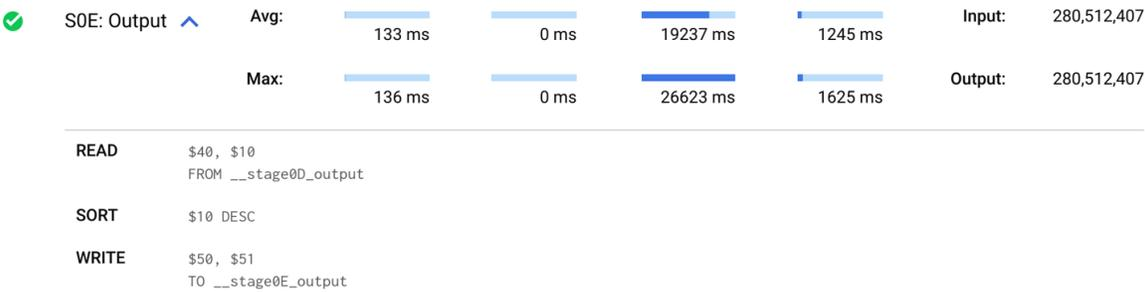 S0E: Output Avg: 133 ms 0 ms 19237 ms 1245 ms Input: 280,512,407
Max: 136 ms 0 ms 26623 ms 1625 ms Output: 280,512,407
READ $40, $10
FROM __stage0D_output
SORT $10 DESC
WRITE $50, $51
TO __stage0E_output